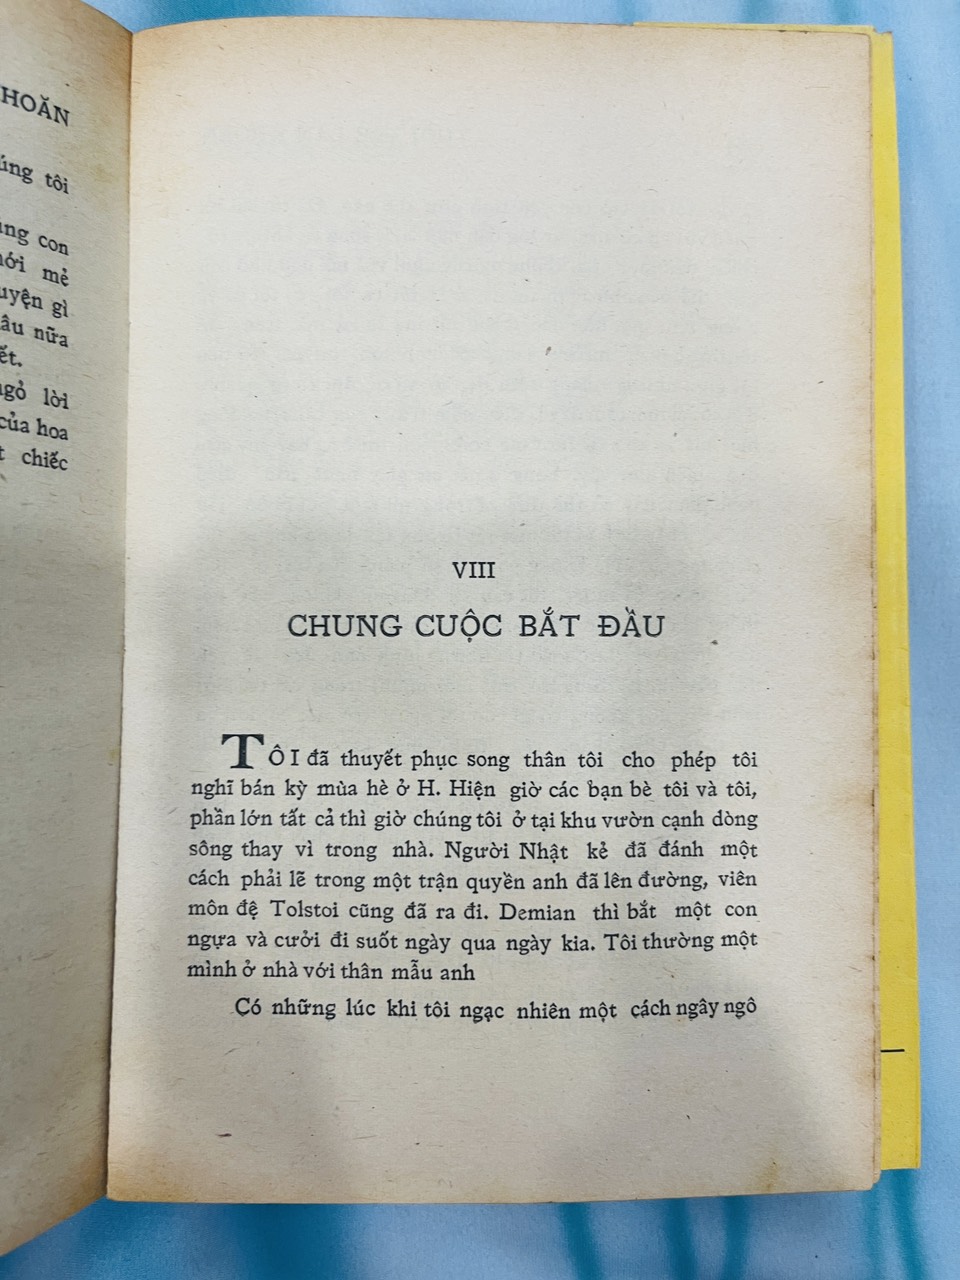 HOĂN
úng tôi
ng con
mới mẻ
uyện gì
âu nữa
ết.
ngỏ lời
của hoa
t chiếc
VIII
CHUNG CUỘC BẮT ĐẦU
TÔI đã thuyết phục song thân tôi cho phép tôi
nghĩ bán kỳ mùa hè ở H. Hiện giờ các bạn bè tôi và tôi,
phần lớn tất cả thì giờ chúng tôi ở tại khu vườn cạnh dòng
sông thay vì trong nhà. Người Nhật kẻ đã đánh một
cách phải lẽ trong một trận quyền anh đã lên đường, viên
môn đệ Tolstoi cũng đã ra đi. Demian thì bắt một con
ngựa và cưởi đi suốt ngày qua ngày kia. Tôi thường một
mình ở nhà với thân mẫu anh
Có những lúc khi tôi ngạc nhiên một cách ngây ngô